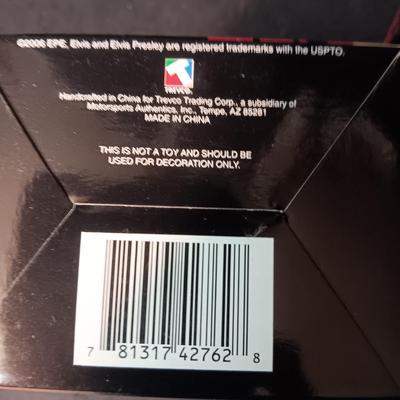 ©2006 EPE. Elvis and Elvis Presley are registered trademarks with the USPTO.
Trevco.
Handcrafted in China for Trevco Trading Corp., a subsidiary of
Motorsports Authentics, Inc., Tempe, AZ 85281
MADE IN CHINA
THIS IS NOT A TOY AND SHOULD BE
USED FOR DECORATION ONLY.
7 81317 42762 8